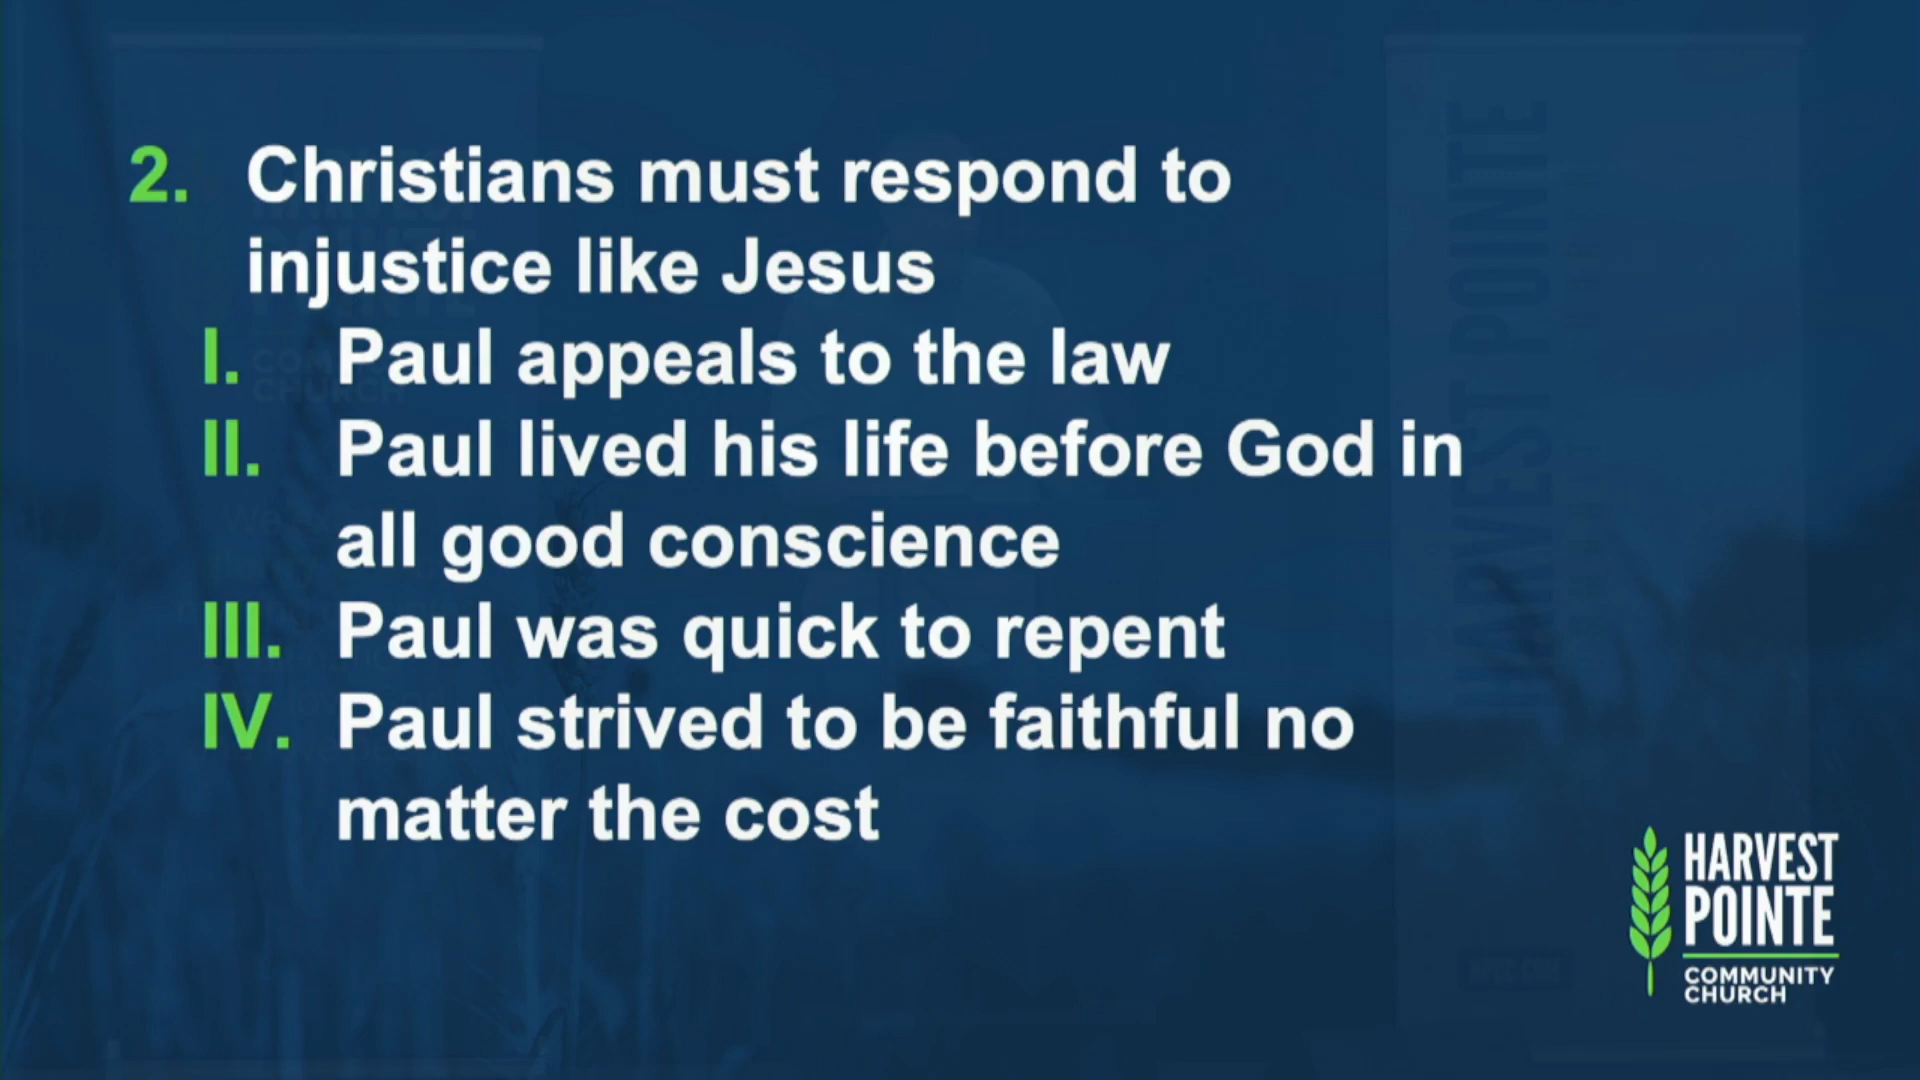 2. Christians must respond to
injustice like Jesus
I. Paul appeals to the law
II. Paul lived his life before God in
all good conscience
III. Paul was quick to repent
IV. Paul strived to be faithful no
matter the cost
HARVEST
POINTE
COMMUNITY
CHURCH
HARVEST POINTE